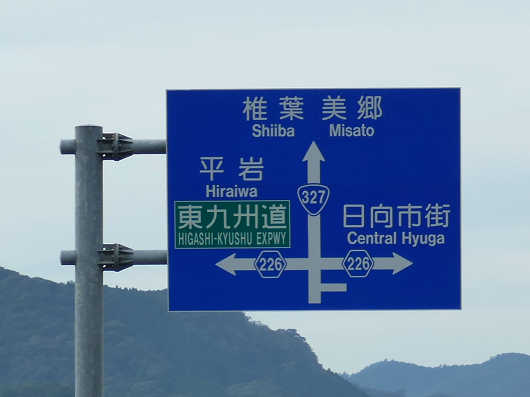 椎葉 美郷
Shiiba Misato
平岩
Hiraiwa
327
東九州道
HIGASHI-KYUSHU EXPWY
日向市街
Central Hyuga
226
226